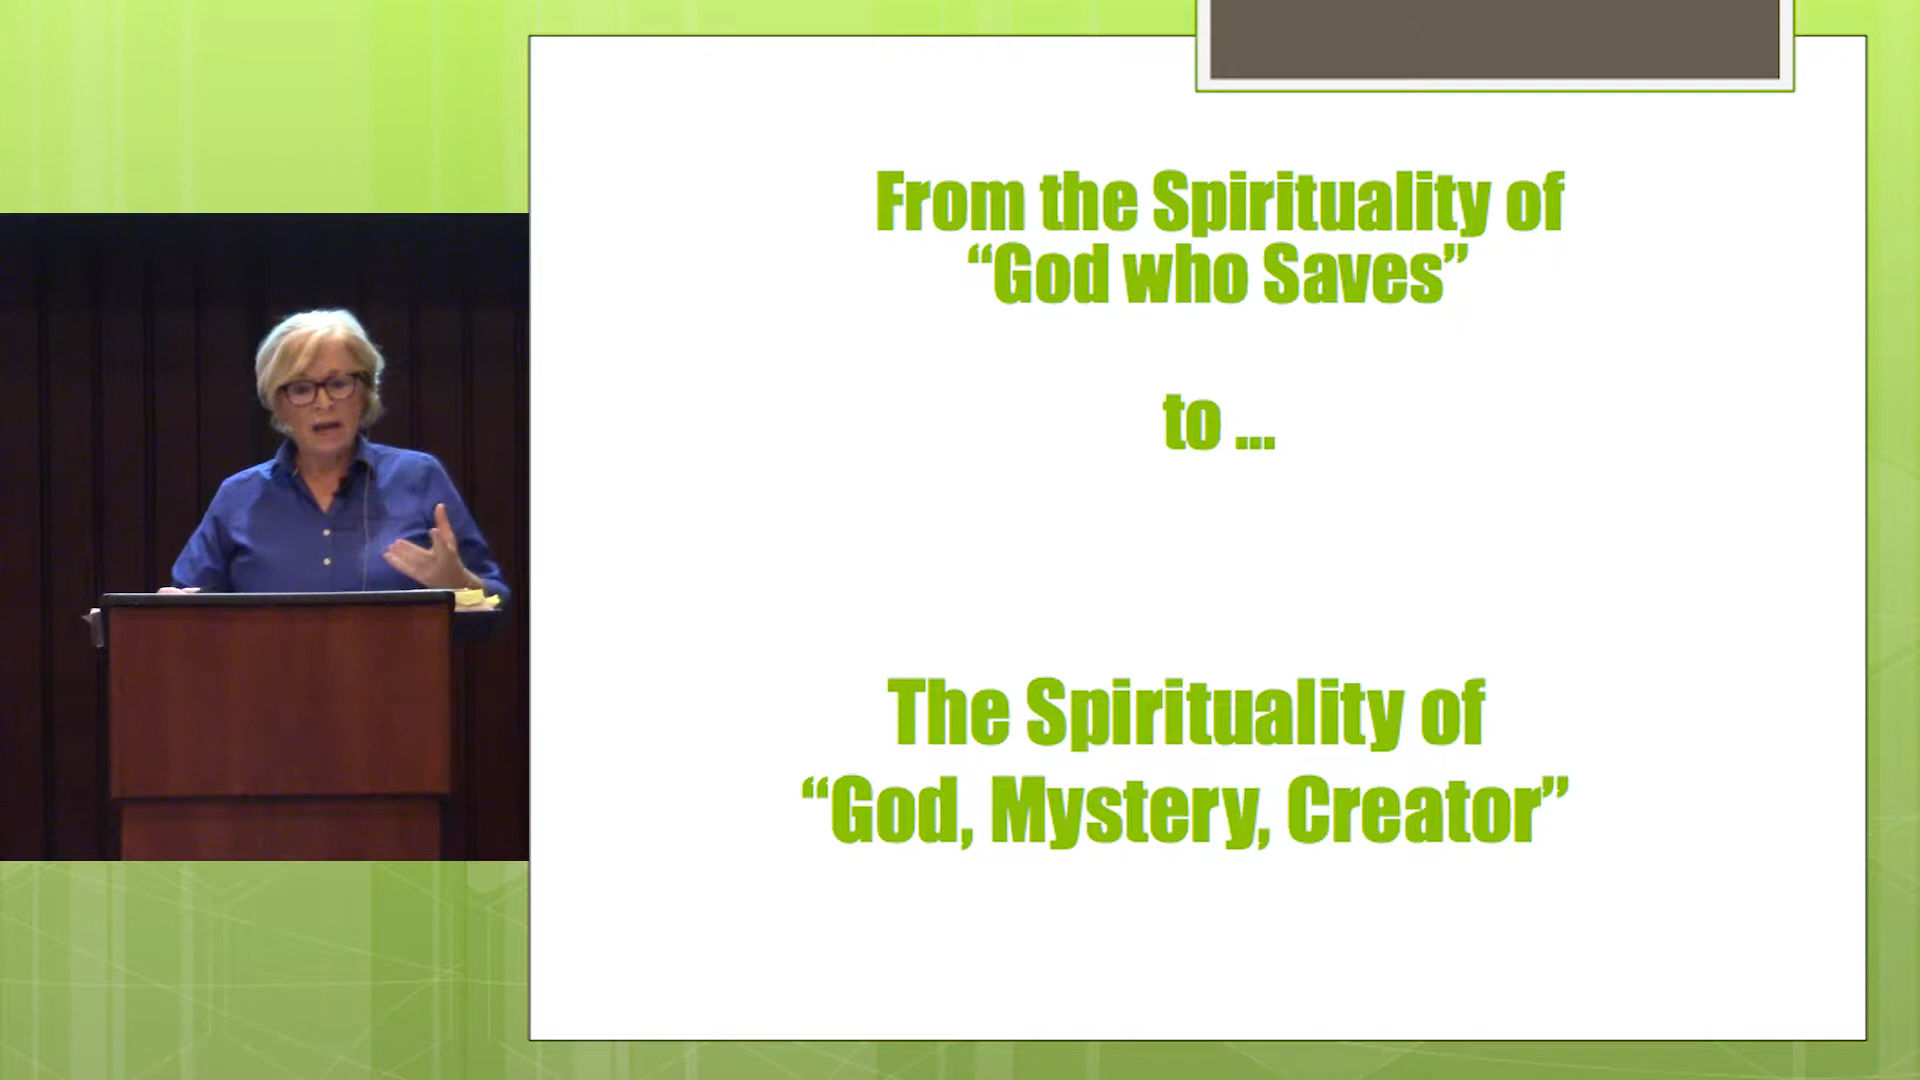 From the Spirituality of
“God who Saves”
to ...
The Spirituality of
“God, Mystery, Creator”